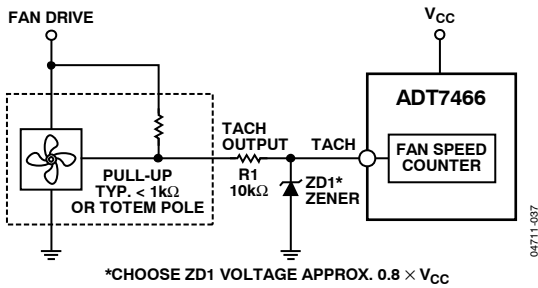 FAN DRIVE
VCC
ADT7466
TACH
OUTPUT
TACH
FAN SPEED
COUNTER
PULL-UP
TYP. < 1kΩ
OR TOTEM POLE
R1
10kΩ
ZD1*
ZENER
04711-037
*CHOOSE ZD1 VOLTAGE APPROX. 0.8 × VCC